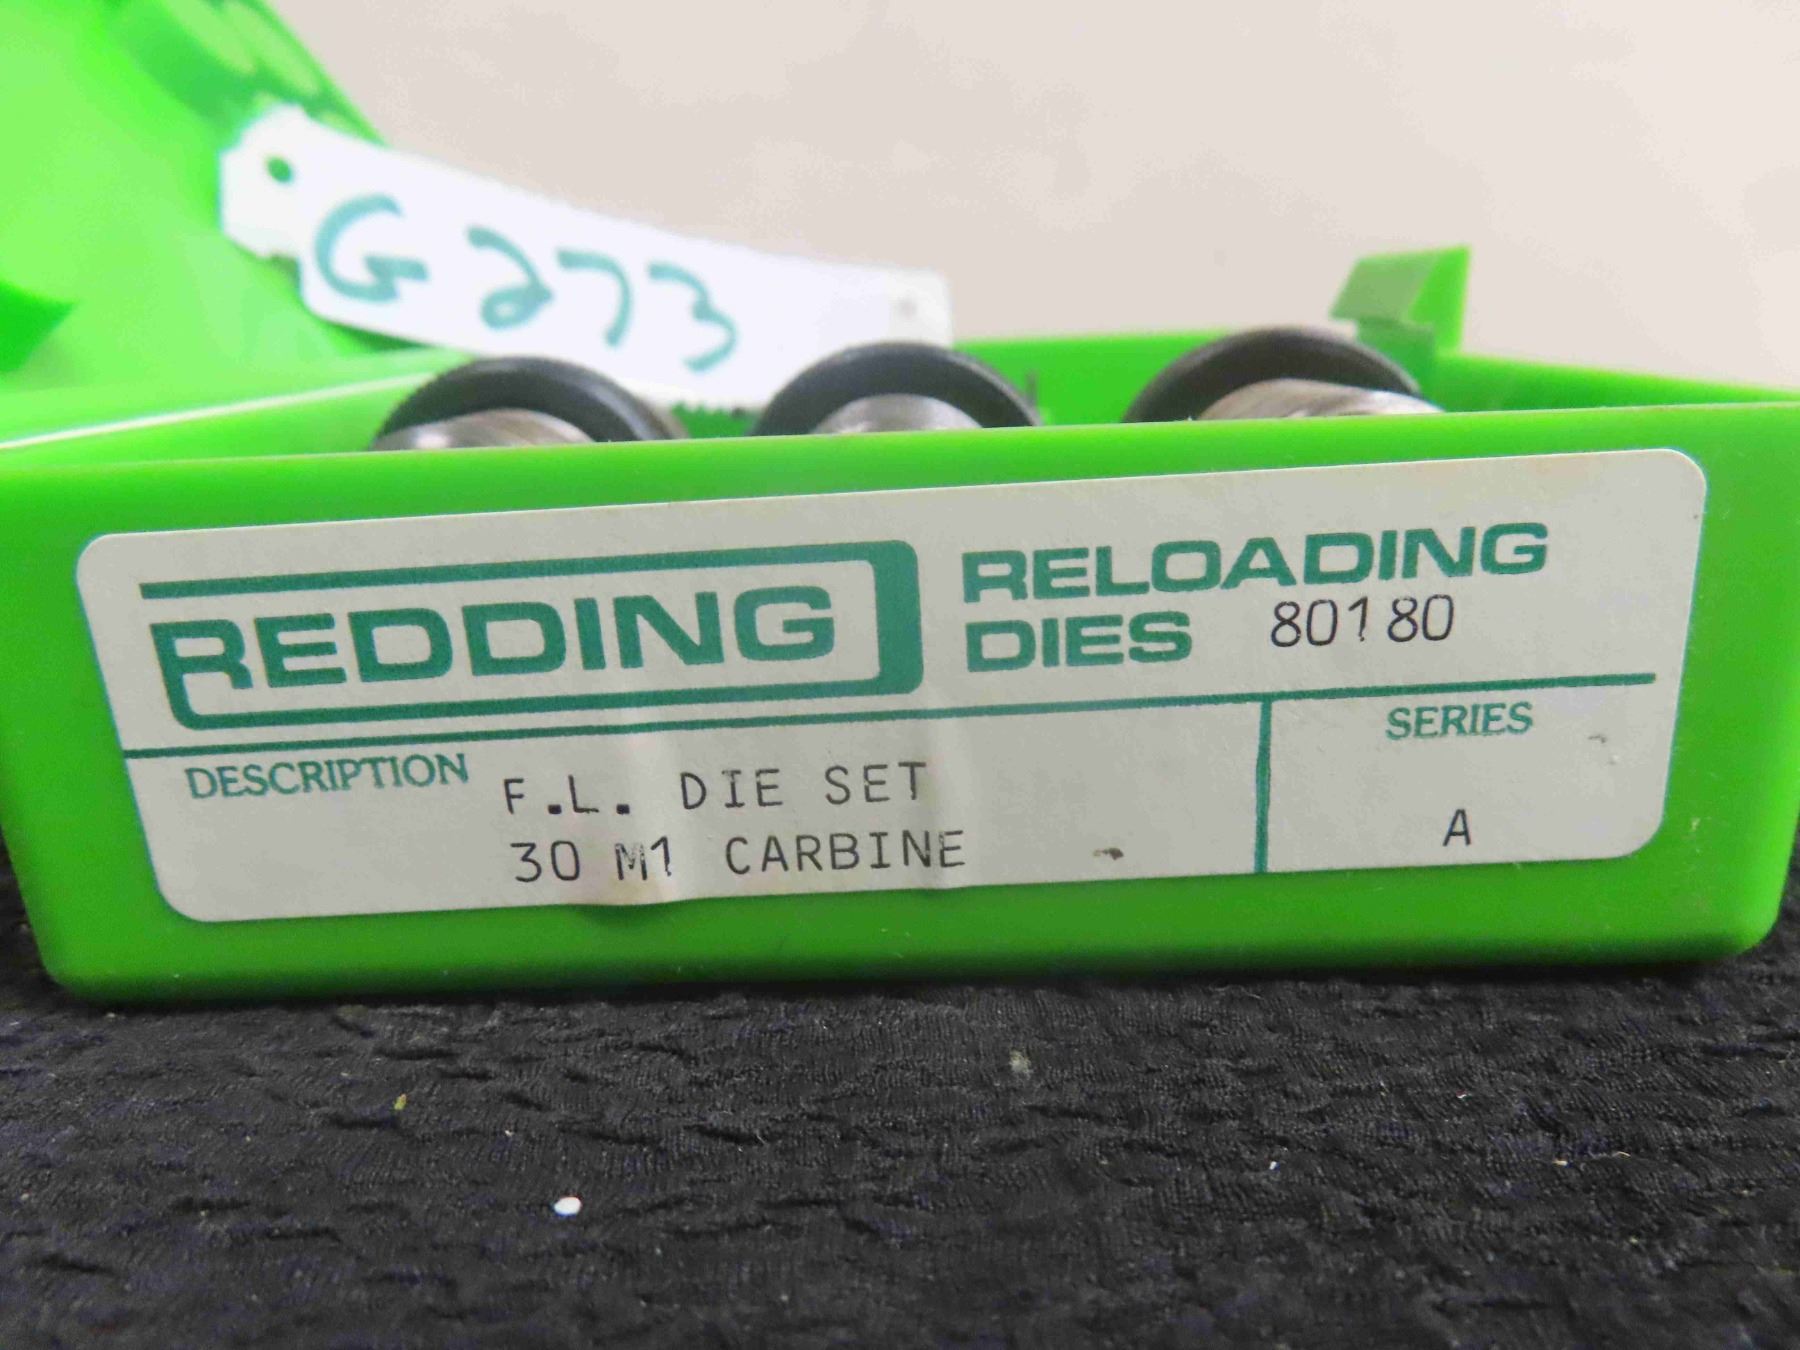 G273
REDDING
RELOADING
DIES 80180
DESCRIPTION
F.L. DIE SET
30 M1 CARBINE
SERIES
A